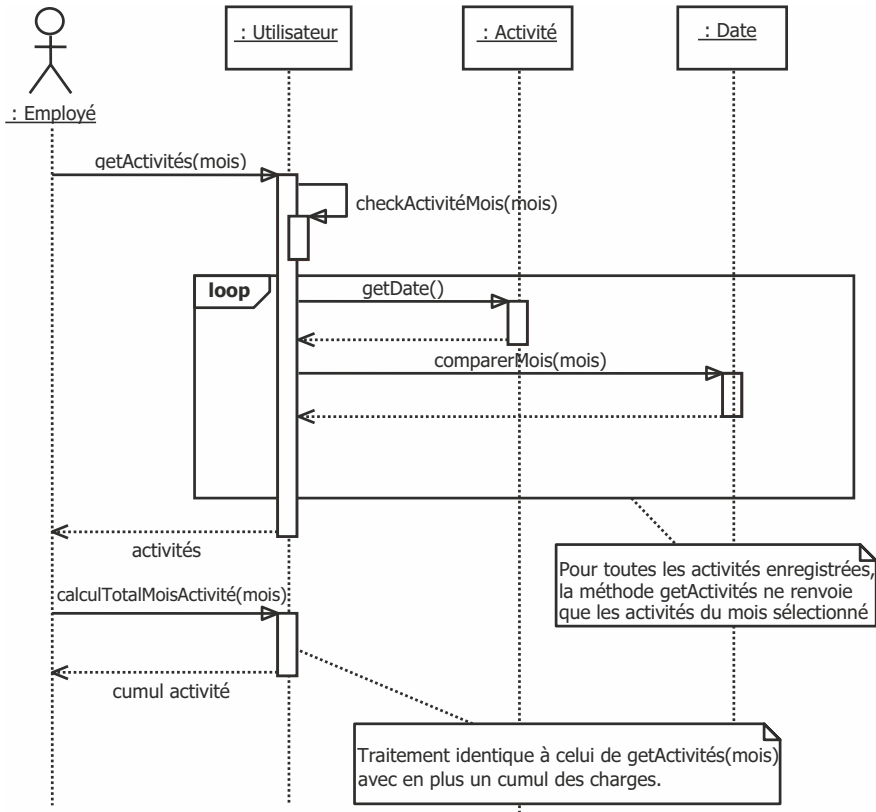 : Utilisateur
: Activité
: Date
: Employé
getActivités(mois)
checkActivitéMois(mois)
loop
getDate()
comparerMois(mois)
activités
Pour toutes les activités enregistrées,
la méthode getActivités ne renvoie
que les activités du mois sélectionné
calculTotalMoisActivité(mois)
cumul activité
Traitement identique à celui de getActivités(mois)
avec en plus un cumul des charges.